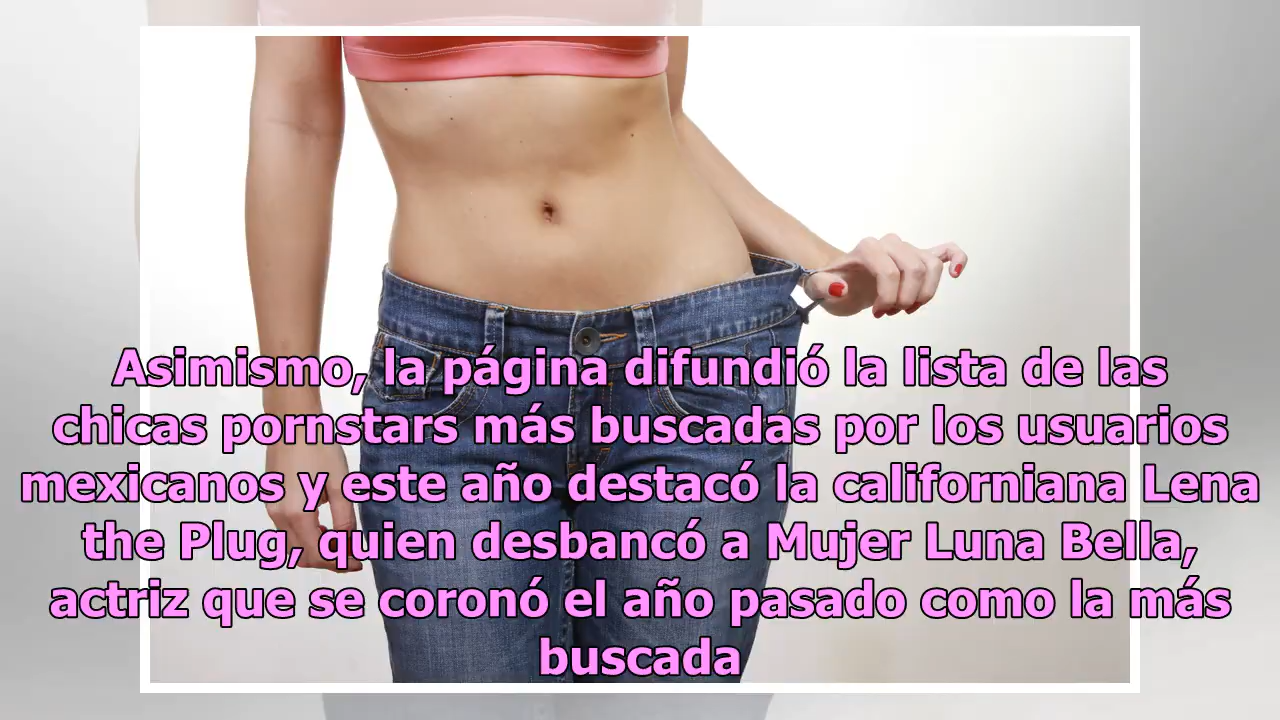 Asimismo, la página difundió la lista de las
chicas pornstars más buscadas por los usuarios
mexicanos y este año destacó la californiana Lena
the Plug, quien desbancó a Mujer Luna Bella,
actriz que se coronó el año pasado como la más
buscada